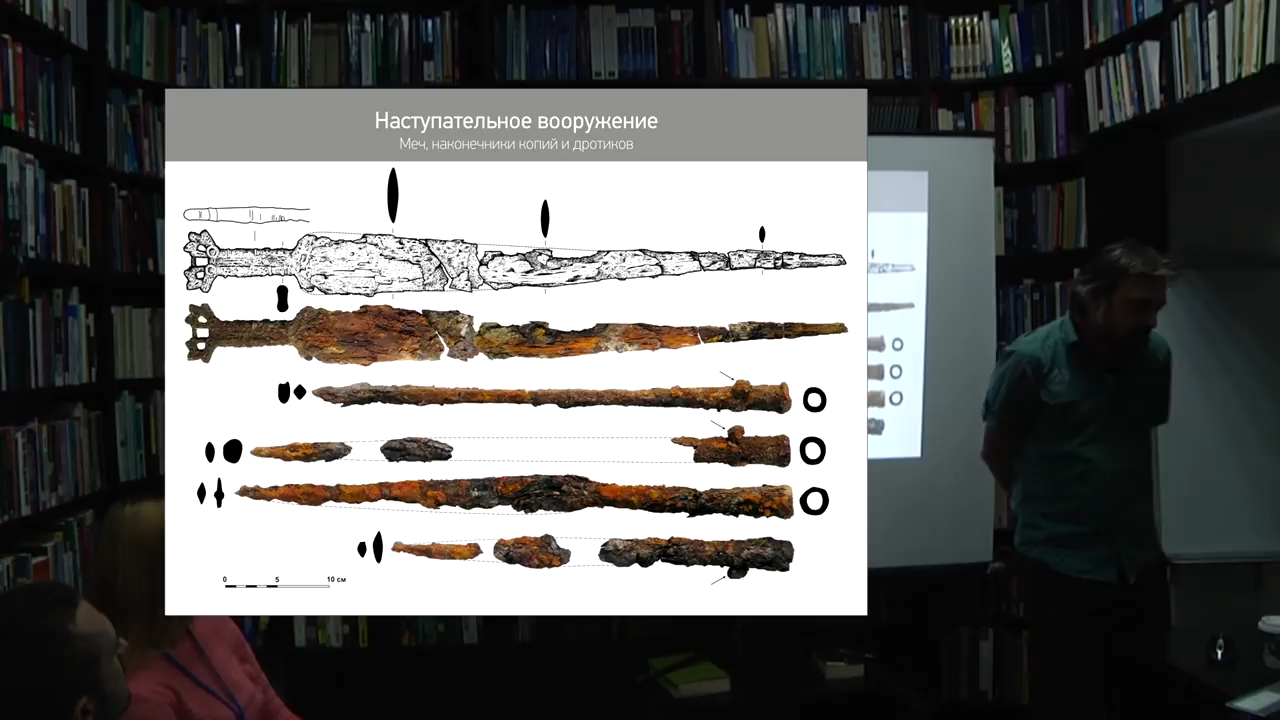 Наступательное вооружение
Меч, наконечники копий и дротиков
0 5 10 см